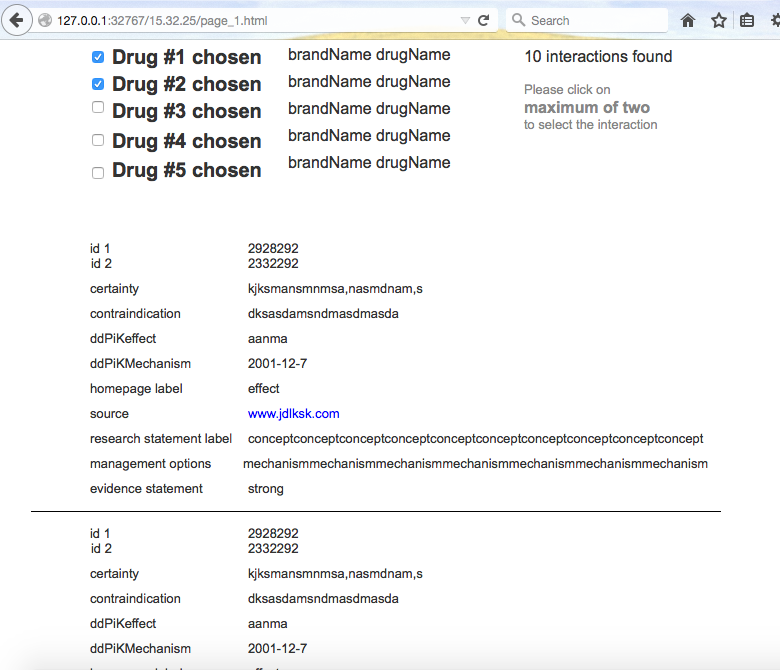 127.0.0.1:32767/15.32.25/page_1.html
Search
Drug #1 chosen brandName drugName
10 interactions found
Drug #2 chosen brandName drugName
Please click on
maximum of two
to select the interaction
Drug #3 chosen brandName drugName
Drug #4 chosen brandName drugName
Drug #5 chosen brandName drugName
id 1 2928292
id 2 2332292
certainty kjksmansmnmsa,nasmdnam,s
contraindication dksasdamsndmasdmasda
ddPiKeffect aanma
ddPiKMechanism 2001-12-7
homepage label effect
source www.jdlksk.com
research statement label conceptconceptconceptconceptconceptconceptconceptconceptconceptconcept
management options mechanismmechanismmechanismmechanismmechanismmechanismmechanism
evidence statement strong
id 1 2928292
id 2 2332292
certainty kjksmansmnmsa,nasmdnam,s
contraindication dksasdamsndmasdmasda
ddPiKeffect aanma
ddPiKMechanism 2001-12-7